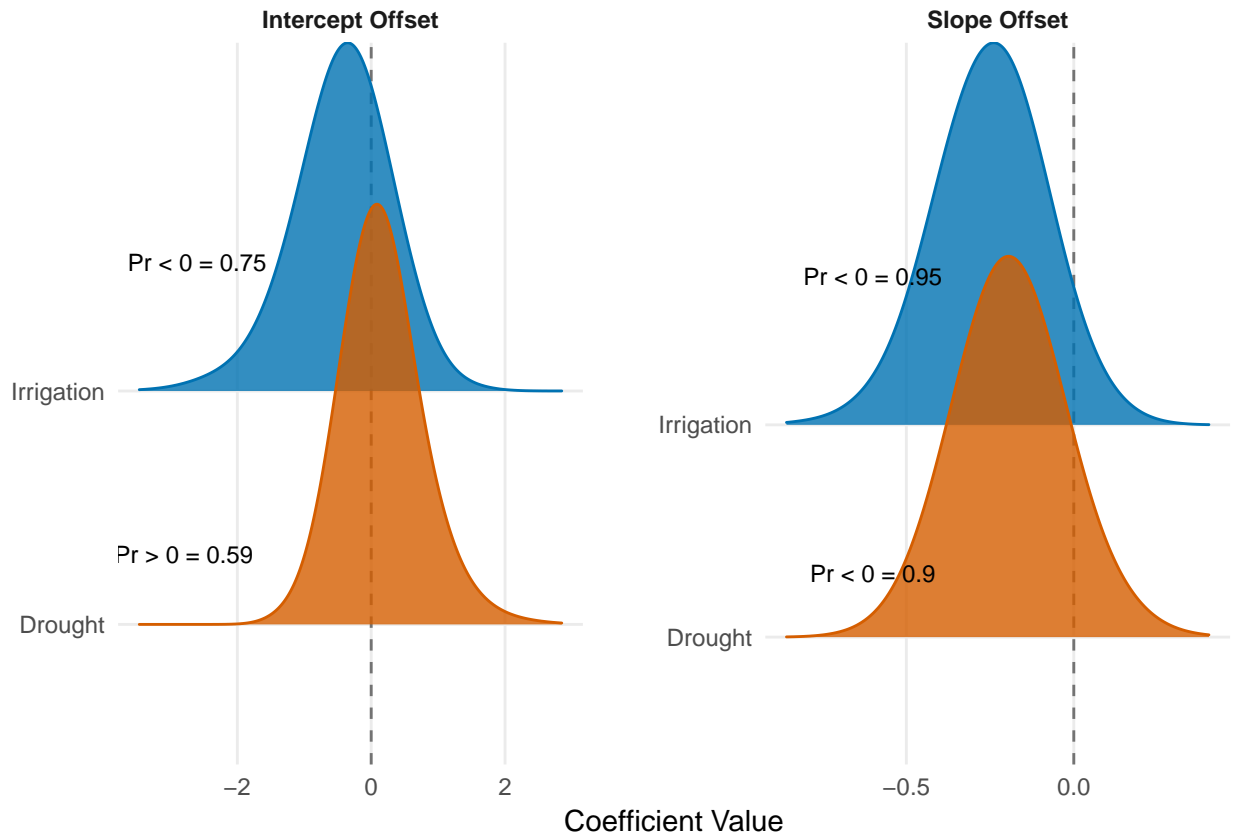 Intercept Offset
Slope Offset
Pr < 0 = 0.75
Pr < 0 = 0.95
Irrigation
Irrigation
Pr > 0 = 0.59
Pr < 0 = 0.9
Drought
Drought
−2
0
2
−0.5
0.0
Coefficient Value